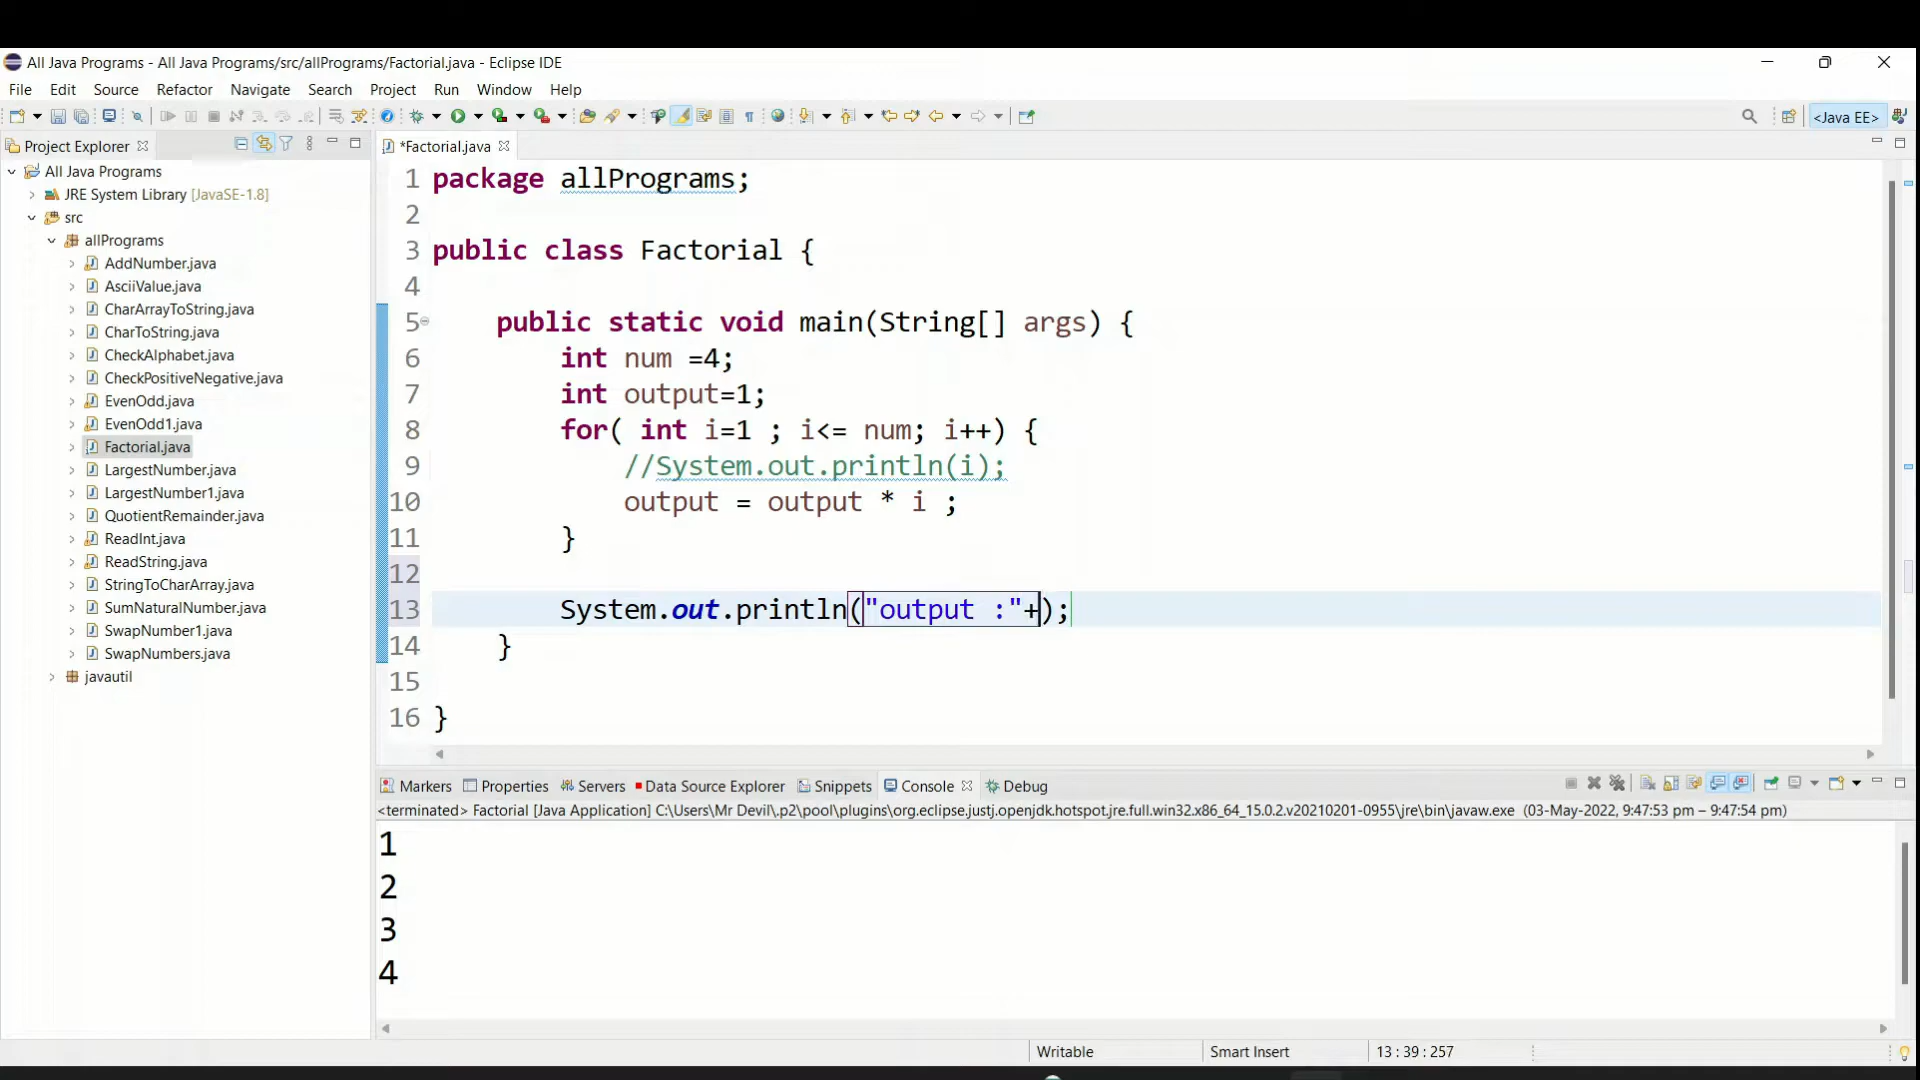 All Java Programs - All Java Programs/src/allPrograms/Factorial.java - Eclipse IDE
File Edit Source Refactor Navigate Search Project Run Window Help
<Java EE>
Project Explorer
All Java Programs
JRE System Library [JavaSE-1.8]
src
allPrograms
AddNumber.java
AsciiValue.java
CharArrayToString.java
CharToString.java
CheckAlphabet.java
CheckPositiveNegative.java
EvenOdd.java
EvenOdd1.java
Factorial.java
LargestNumber.java
LargestNumber1.java
QuotientRemainder.java
ReadInt.java
ReadString.java
StringToCharArray.java
SumNaturalNumber.java
SwapNumber1.java
SwapNumbers.java
javautil
*Factorial.java
1 package allPrograms;
2
3 public class Factorial {
4
5 public static void main(String[] args) {
6 int num =4;
7 int output=1;
8 for( int i=1 ; i<= num; i++) {
9 //System.out.println(i);
10 output = output * i ;
11 }
12
13 System.out.println("output :"+);
14 }
15
16 }
Markers Properties Servers Data Source Explorer Snippets Console Debug
<terminated> Factorial [Java Application] C:\Users\Mr Devil\.p2\pool\plugins\org.eclipse.justj.openjdk.hotspot.jre.full.win32.x86_64_15.0.2.v20210201-0955\jre\bin\javaw.exe (03-May-2022, 9:47:53 pm – 9:47:54 pm)
1
2
3
4
Writable Smart Insert 13 : 39 : 257